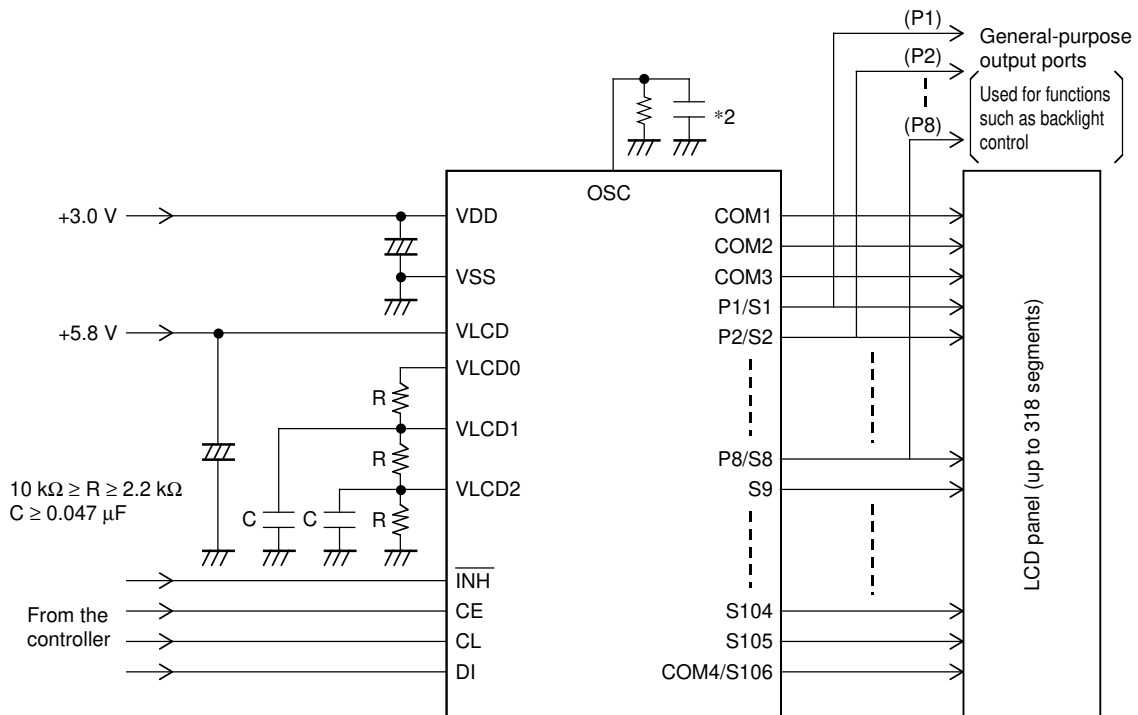 (P1)
General-purpose
output ports
(P2)
Used for functions
such as backlight
control
(P8)
*2
OSC
+3.0 V
VDD
COM1
COM2
VSS
COM3
P1/S1
+5.8 V
VLCD
P2/S2
VLCD0
R
VLCD1
R
P8/S8
VLCD2
S9
10 kΩ ≥ R ≥ 2.2 kΩ
C ≥ 0.047 μF
C
C
R
LCD panel (up to 318 segments)
INH
From the
controller
CE
S104
CL
S105
DI
COM4/S106